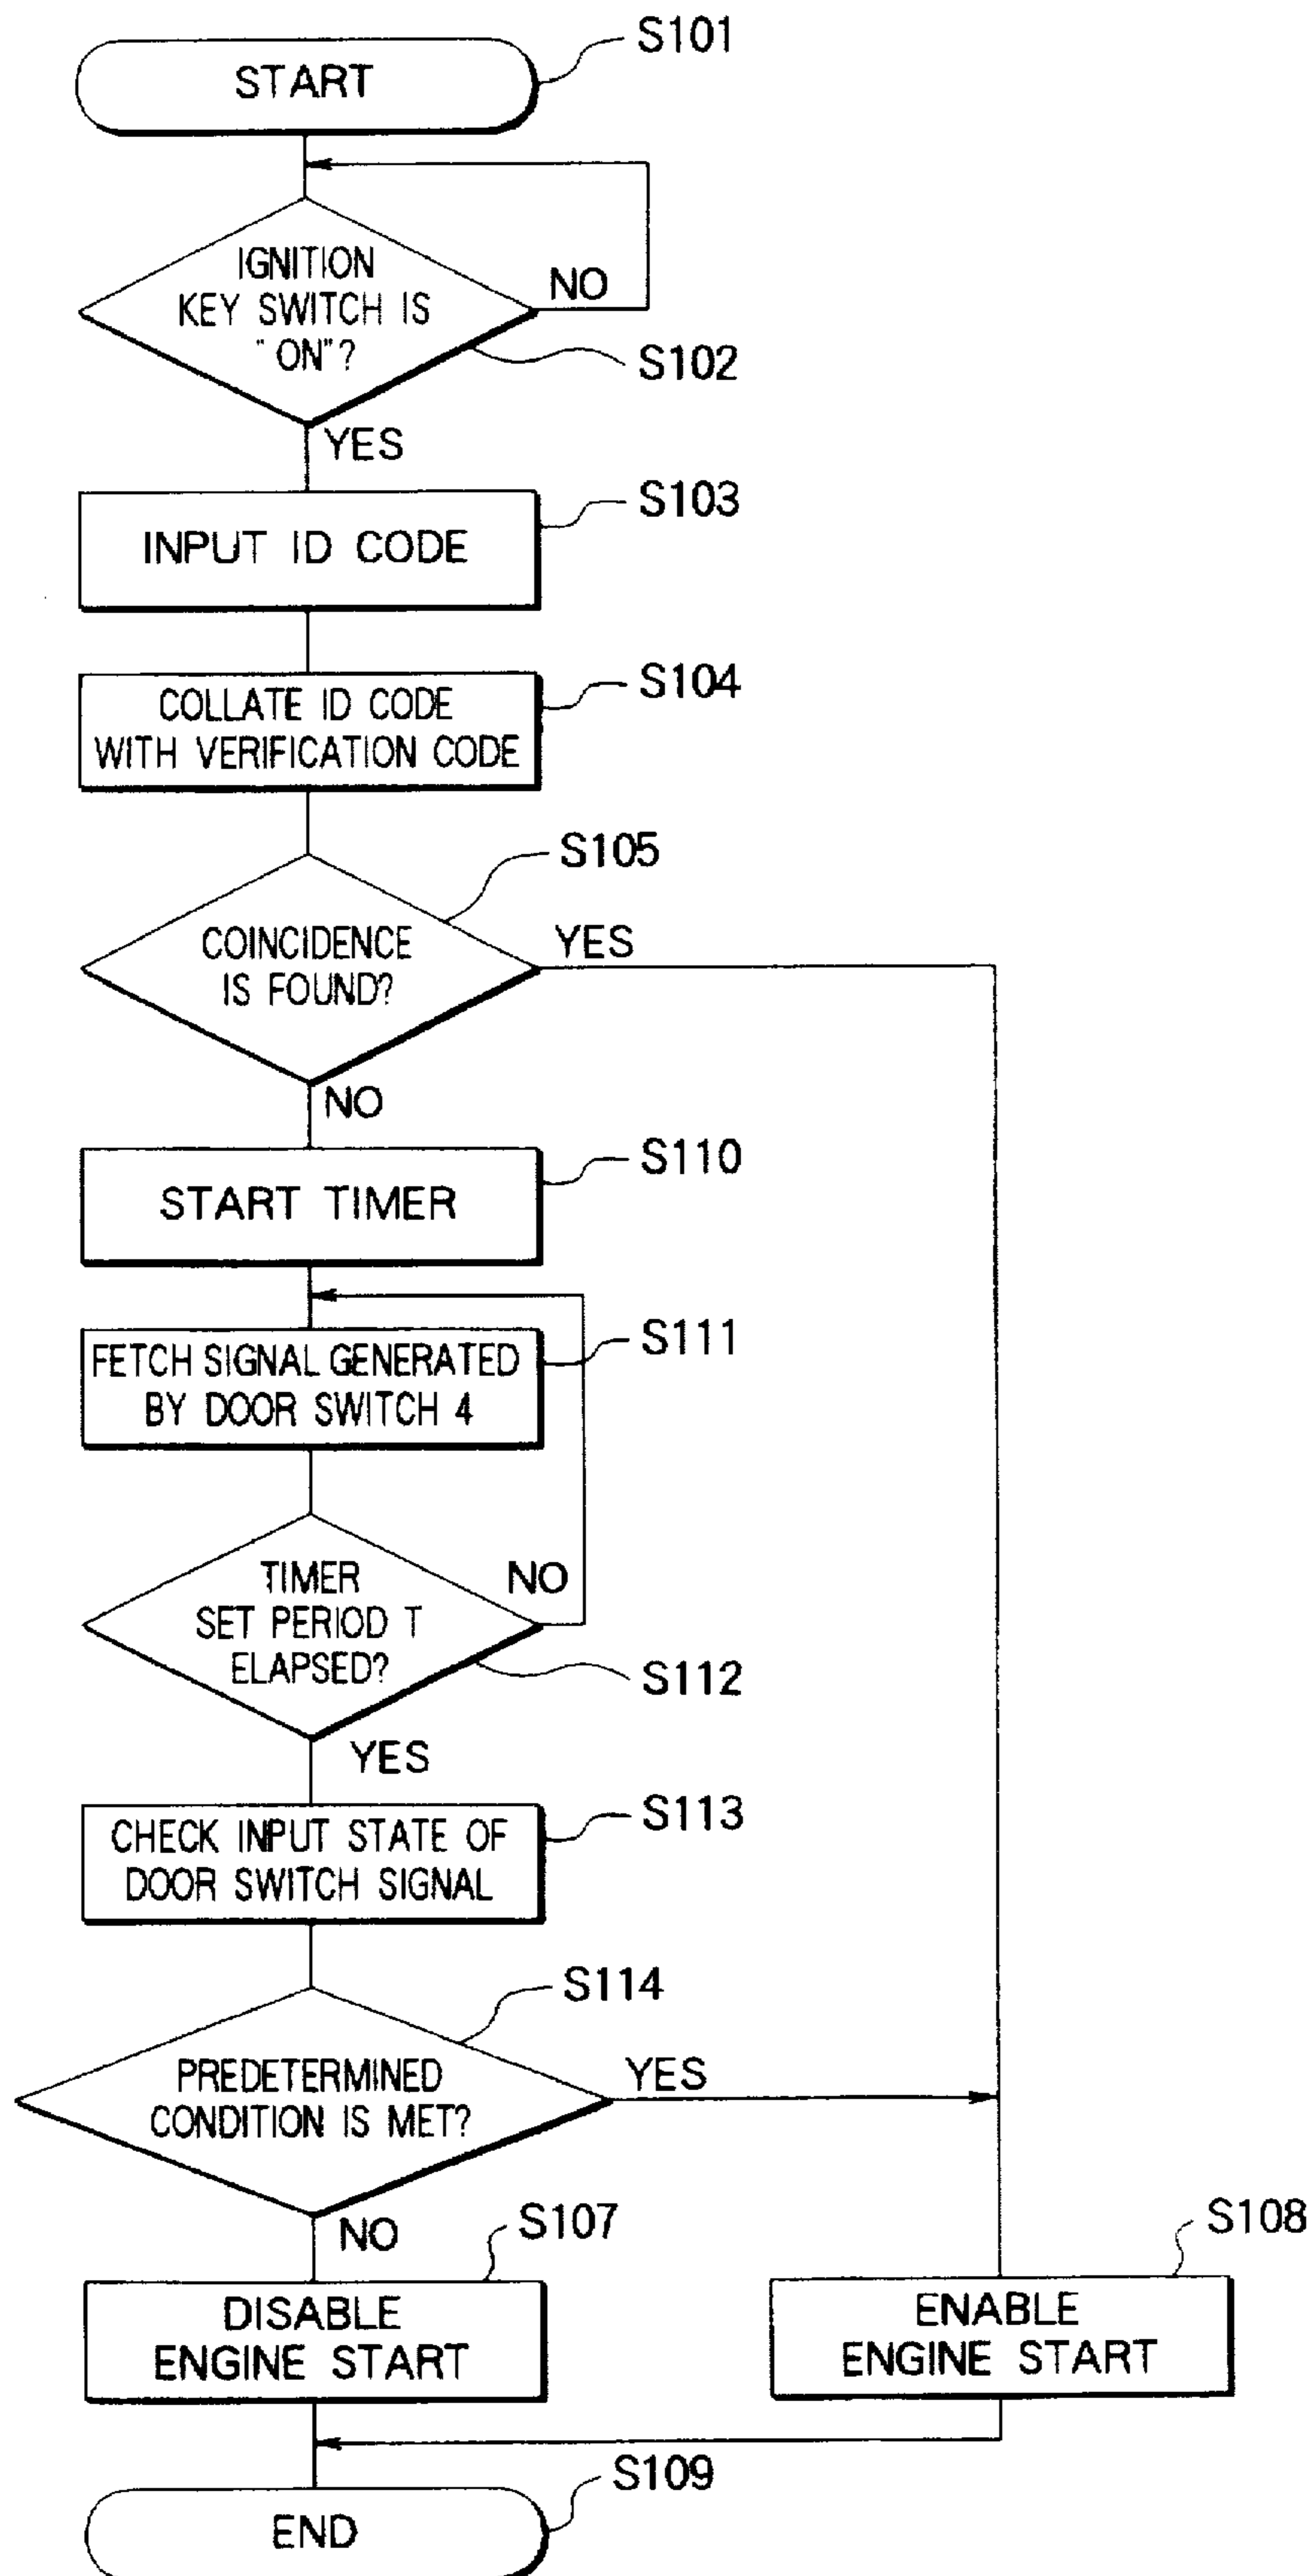 S101
START
IGNITION
KEY SWITCH IS
"ON"?
NO
S102
YES
S103
INPUT ID CODE
S104
COLLATE ID CODE
WITH VERIFICATION CODE
S105
COINCIDENCE
IS FOUND?
YES
NO
S110
START TIMER
S111
FETCH SIGNAL GENERATED
BY DOOR SWITCH 4
TIMER
SET PERIOD T
ELAPSED?
NO
S112
YES
S113
CHECK INPUT STATE OF
DOOR SWITCH SIGNAL
S114
PREDETERMINED
CONDITION IS MET?
YES
NO
S107
DISABLE
ENGINE START
S108
ENABLE
ENGINE START
S109
END